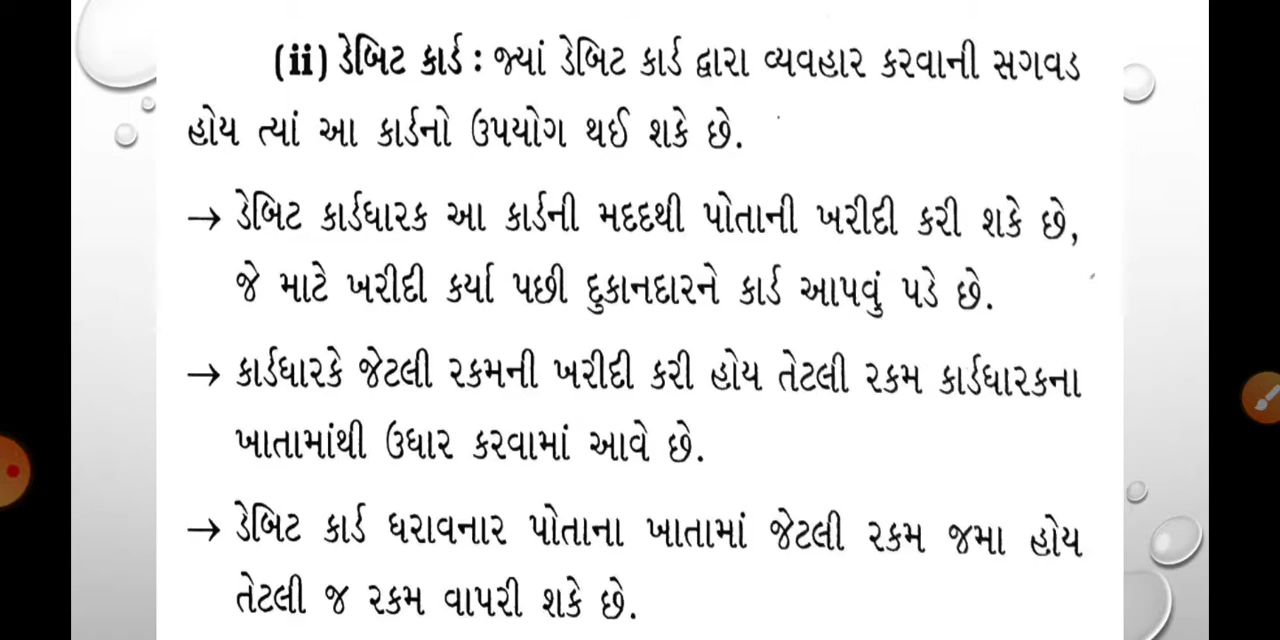 (ii) ડેબિટ કાર્ડ : જ્યાં ડેબિટ કાર્ડ દ્વારા વ્યવહાર કરવાની સગવડ
હોય ત્યાં આ કાર્ડનો ઉપયોગ થઈ શકે છે.
→ ડેબિટ કાર્ડધારક આ કાર્ડની મદદથી પોતાની ખરીદી કરી શકે છે,
જે માટે ખરીદી કર્યા પછી દુકાનદારને કાર્ડ આપવું પડે છે.
→ કાર્ડધારકે જેટલી રકમની ખરીદી કરી હોય તેટલી રકમ કાર્ડધારકના
ખાતામાંથી ઉધાર કરવામાં આવે છે.
→ ડેબિટ કાર્ડ ધરાવનાર પોતાના ખાતામાં જેટલી રકમ જમા હોય
તેટલી જ રકમ વાપરી શકે છે.